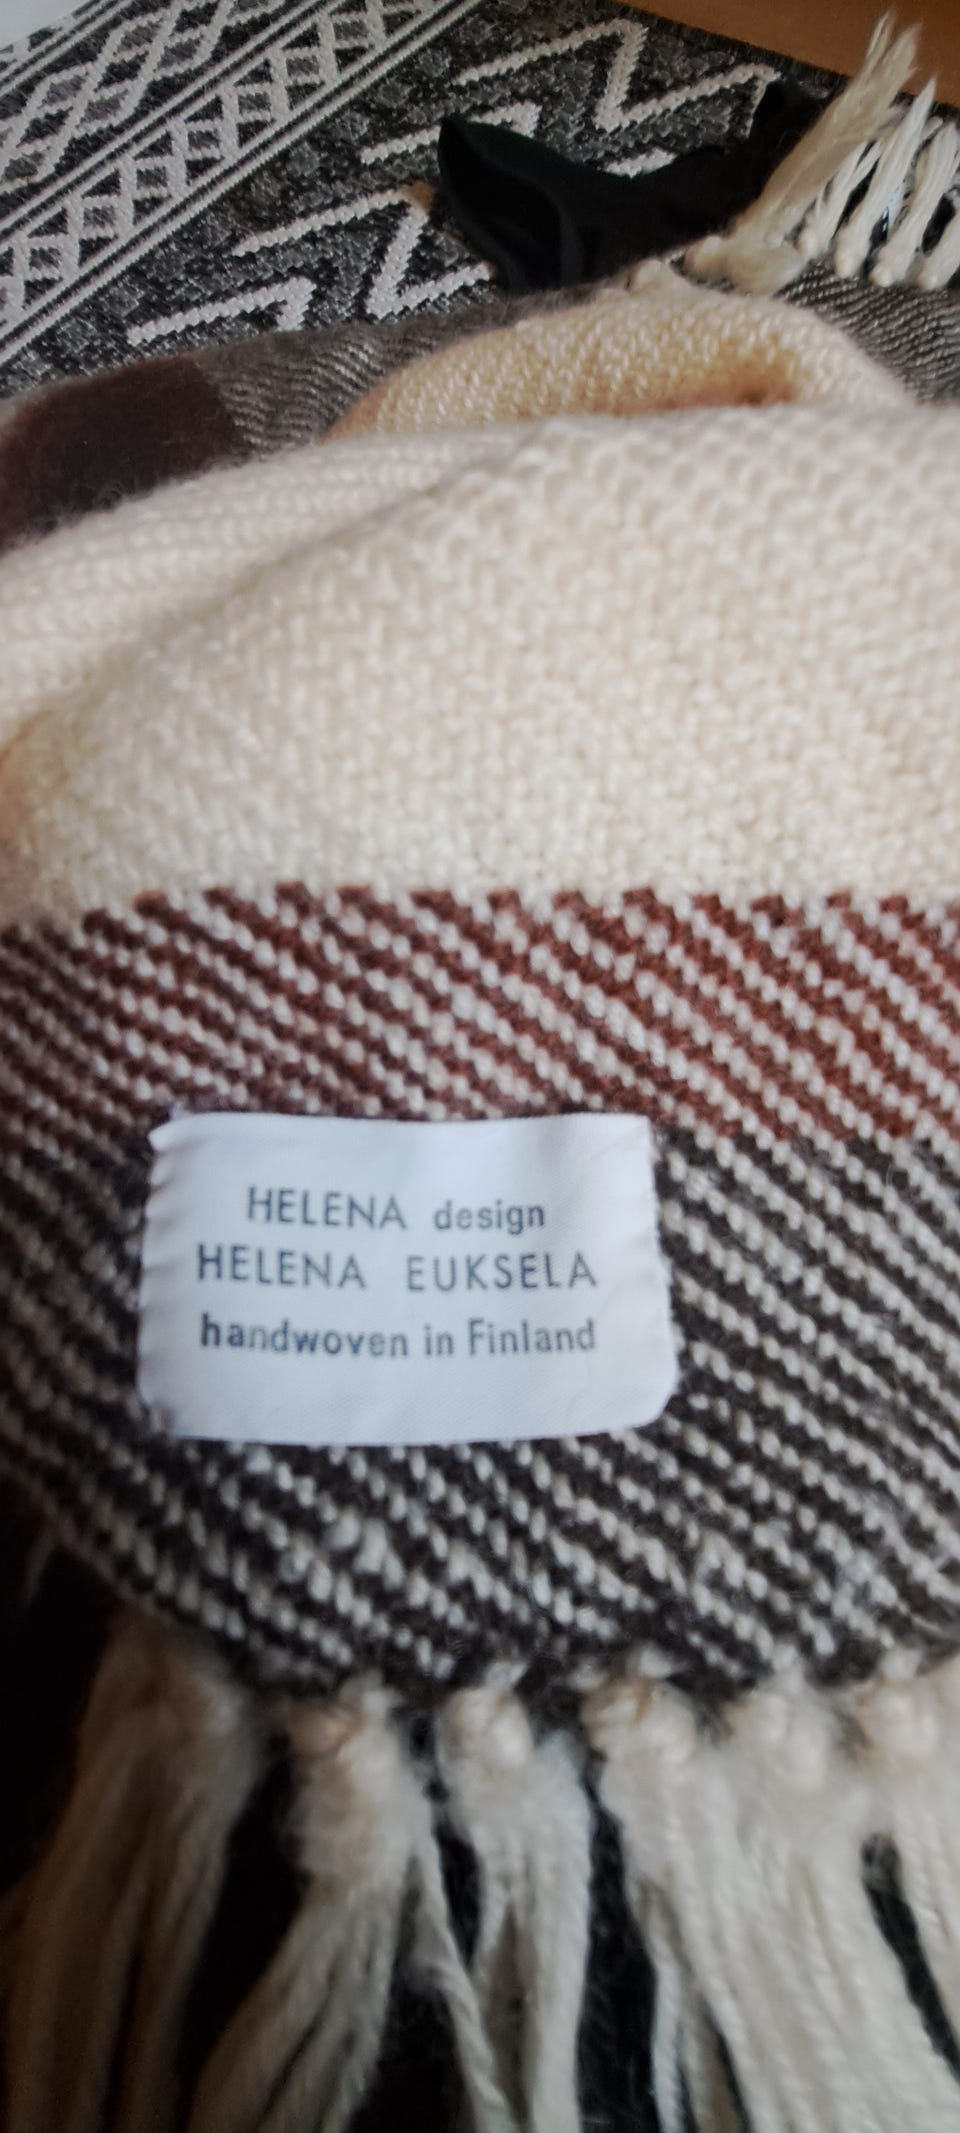 HELENA design
HELENA EUKSELA
handwoven in Finland